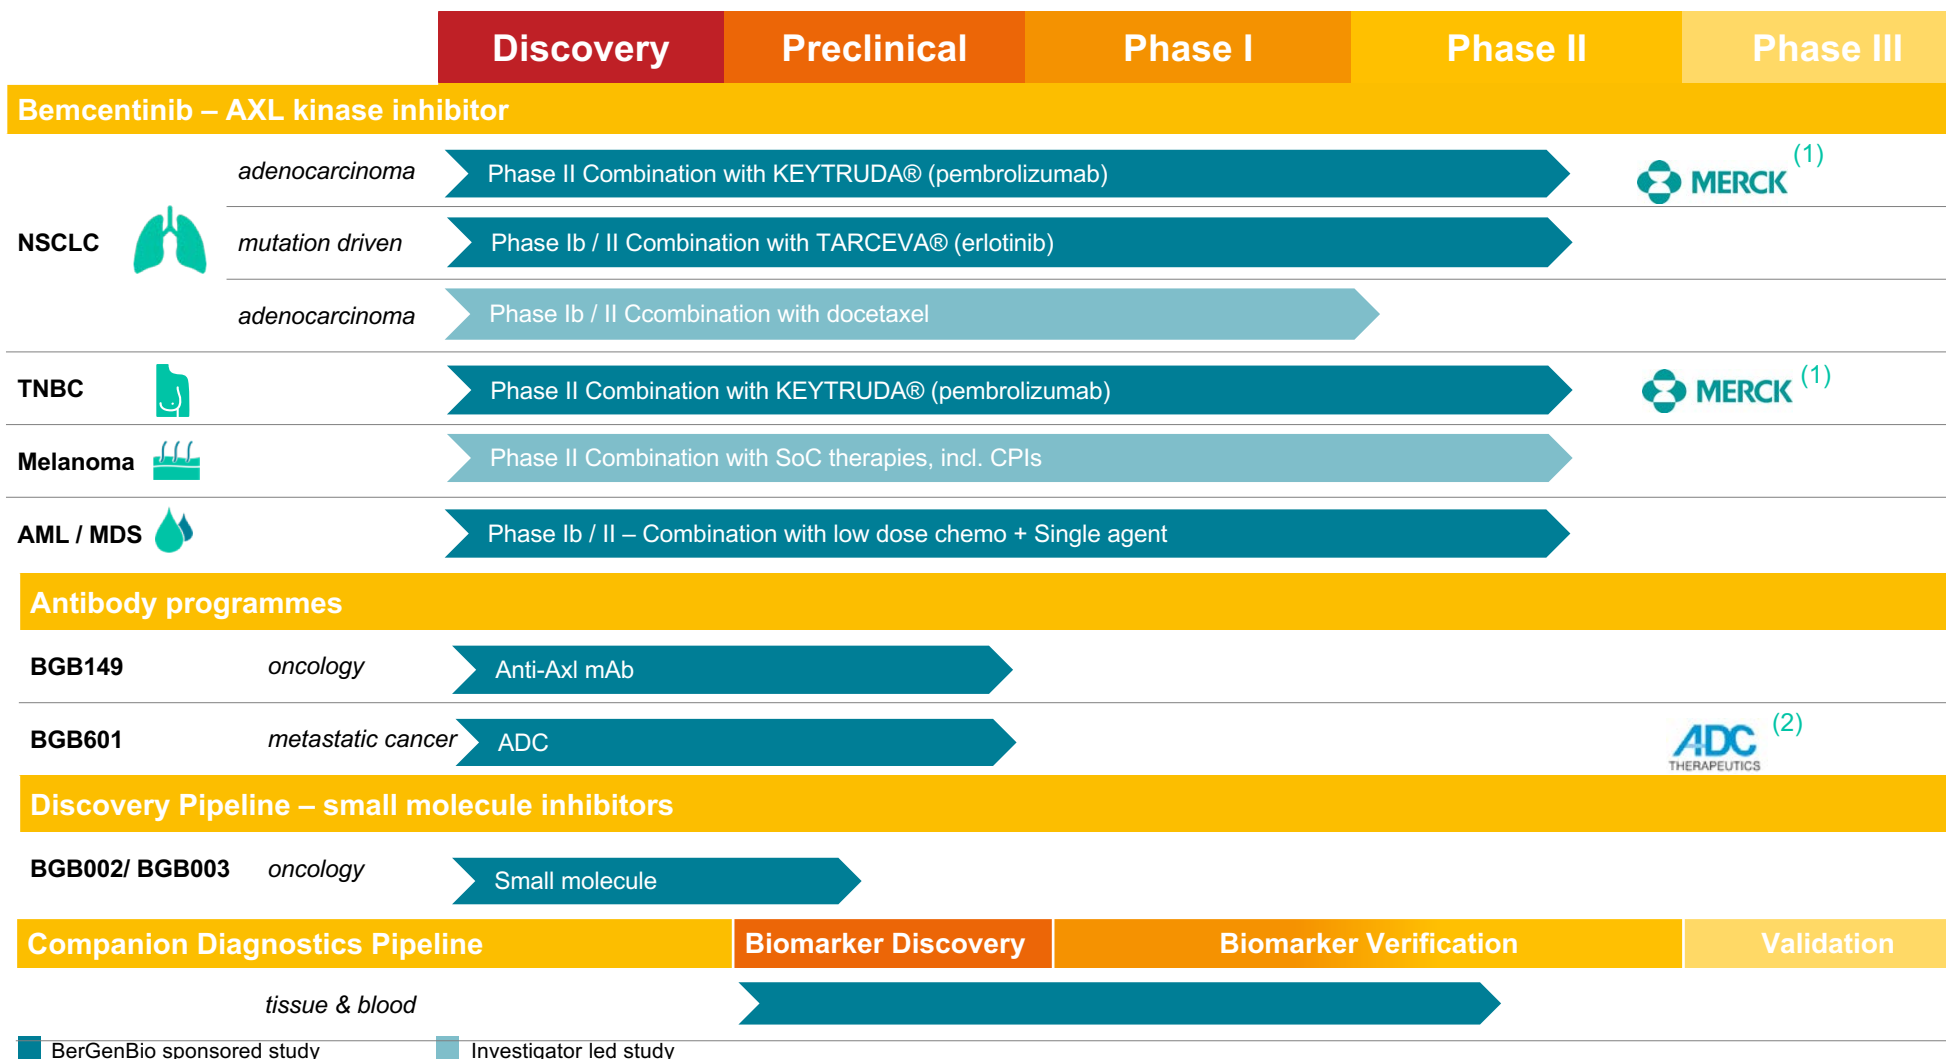 Discovery Preclinical Phase I Phase II Phase III
Bemcentinib – AXL kinase inhibitor
NSCLC
adenocarcinoma Phase II Combination with KEYTRUDA® (pembrolizumab) MERCK (1)
mutation driven Phase Ib / II Combination with TARCEVA® (erlotinib)
adenocarcinoma Phase Ib / II Ccombination with docetaxel
TNBC Phase II Combination with KEYTRUDA® (pembrolizumab) MERCK (1)
Melanoma Phase II Combination with SoC therapies, incl. CPIs
AML / MDS Phase Ib / II – Combination with low dose chemo + Single agent
Antibody programmes
BGB149 oncology Anti-Axl mAb
BGB601 metastatic cancer ADC ADC (2)
THERAPEUTICS
Discovery Pipeline – small molecule inhibitors
BGB002/ BGB003 oncology Small molecule
Companion Diagnostics Pipeline Biomarker Discovery Biomarker Verification Validation
tissue & blood
BerGenBio sponsored study Investigator led study